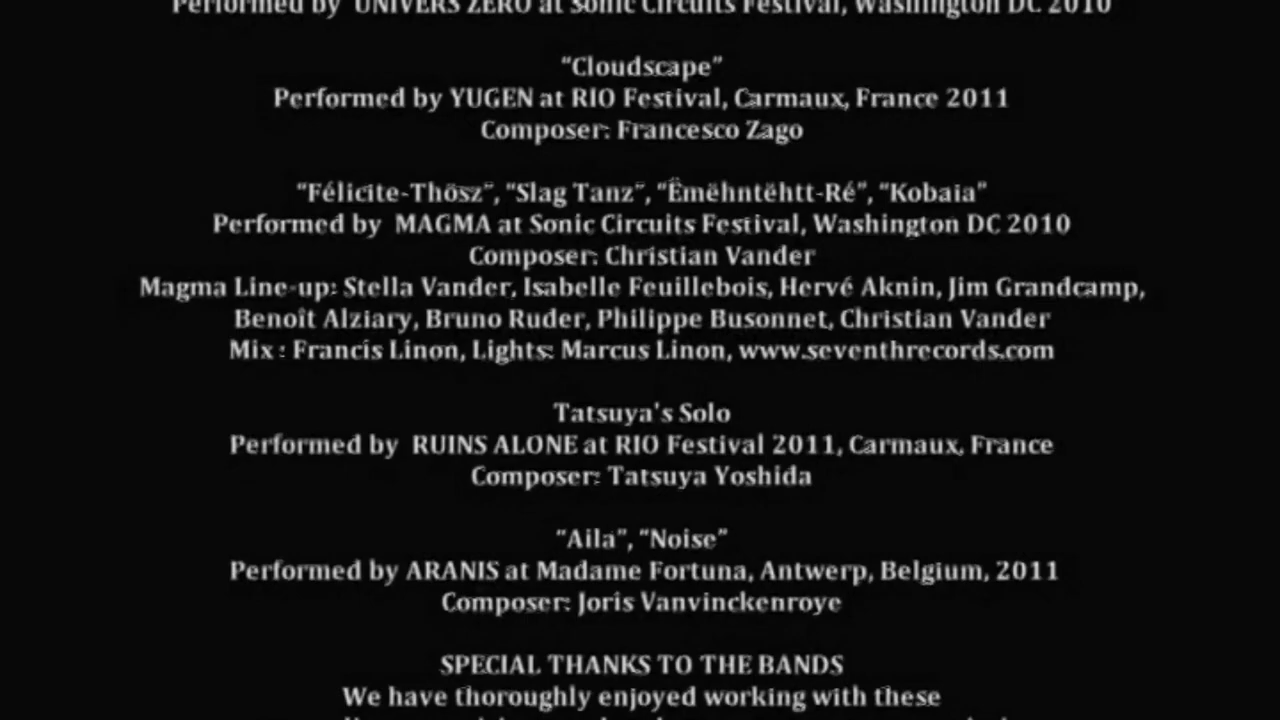 Performed by UNIVERS ZERO at Sonic Circuits Festival, Washington DC 2010
“Cloudscape”
Performed by YUGEN at RIO Festival, Carmaux, France 2011
Composer: Francesco Zago
“Félicite-Thösz”, “Slag Tanz”, “Ëmëhntëhtt-Ré”, “Kobaia”
Performed by MAGMA at Sonic Circuits Festival, Washington DC 2010
Composer: Christian Vander
Magma Line-up: Stella Vander, Isabelle Feuillebois, Hervé Aknin, Jim Grandcamp,
Benoît Alziary, Bruno Ruder, Philippe Busonnet, Christian Vander
Mix : Francis Linon, Lights: Marcus Linon, www.seventhrecords.com
Tatsuya's Solo
Performed by RUINS ALONE at RIO Festival 2011, Carmaux, France
Composer: Tatsuya Yoshida
“Aila”, “Noise”
Performed by ARANIS at Madame Fortuna, Antwerp, Belgium, 2011
Composer: Joris Vanvinckenroye
SPECIAL THANKS TO THE BANDS
We have thoroughly enjoyed working with these